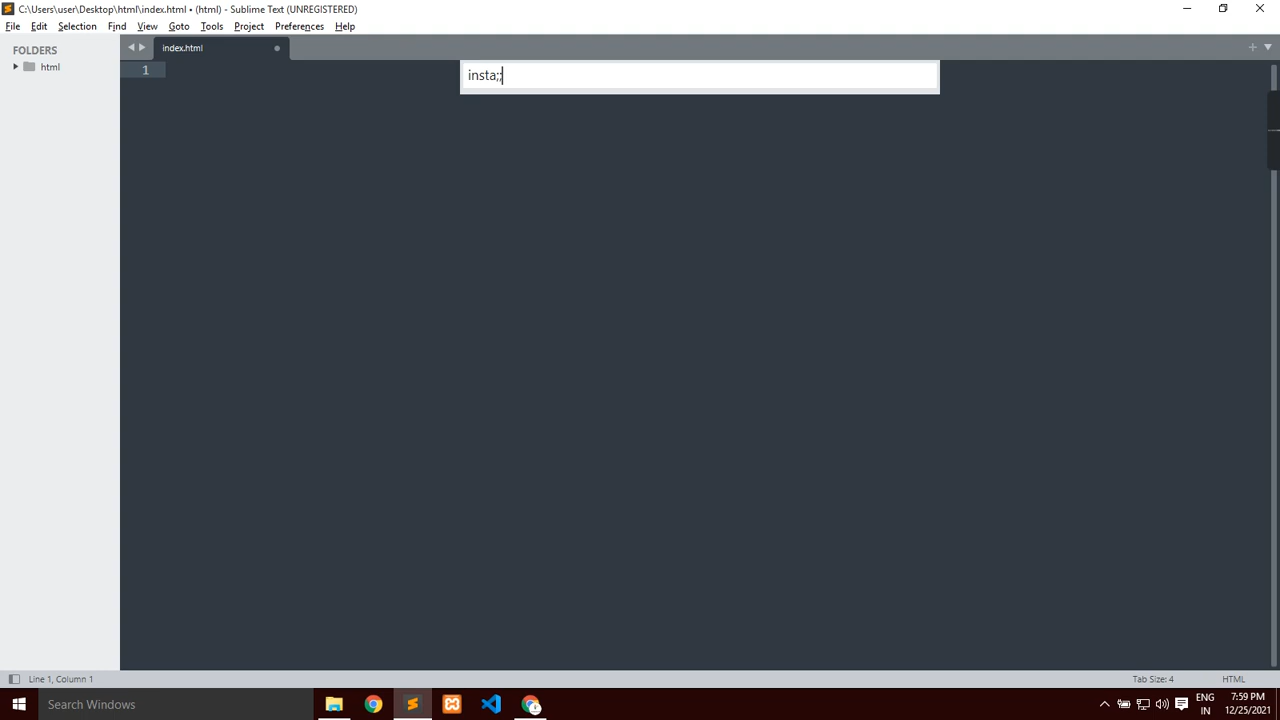 C:\Users\user\Desktop\html\index.html • (html) - Sublime Text (UNREGISTERED)
File Edit Selection Find View Goto Tools Project Preferences Help
FOLDERS
html
index.html
1
insta;;
Line 1, Column 1
Tab Size: 4
HTML
Search Windows
ENG
IN
7:59 PM
12/25/2021